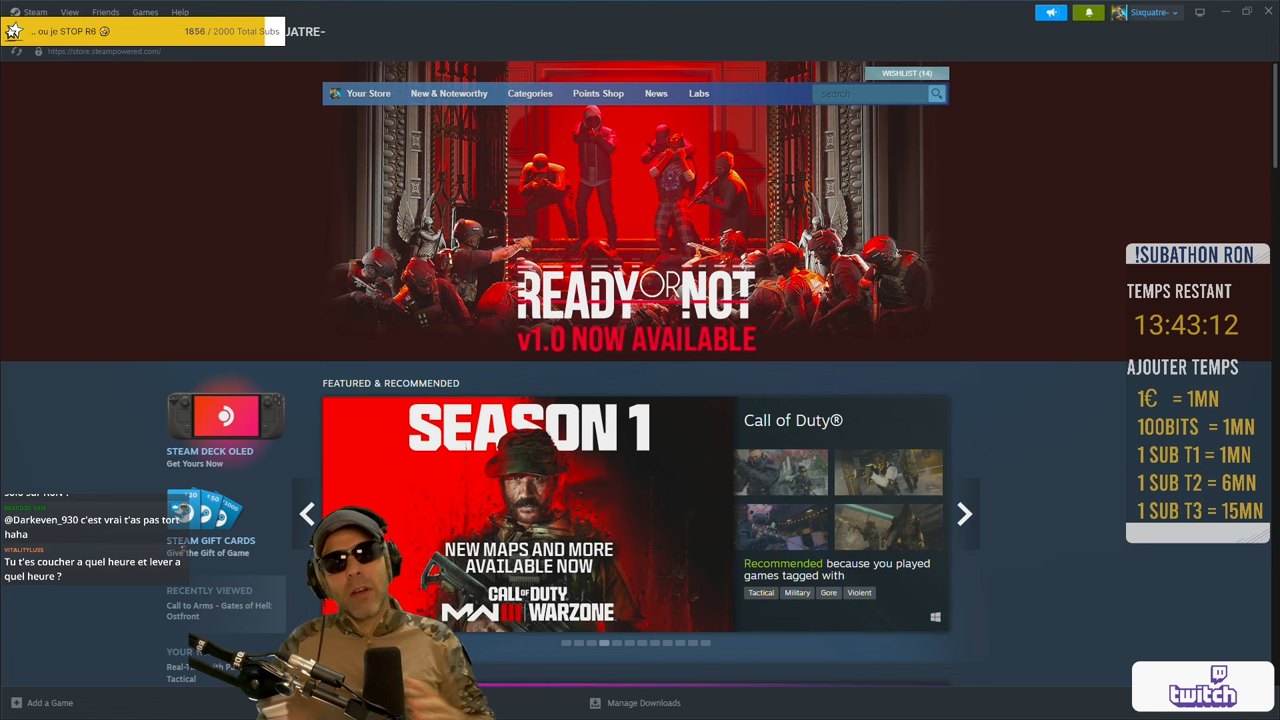 Steam View Friends Games Help
Sixquatre-
.. ou je STOP R6
1856 / 2000 Total Subs
UATRE-
https://store.steampowered.com/
WISHLIST (14)
Your Store New & Noteworthy Categories Points Shop News Labs
search
READY OR NOT
v1.0 NOW AVAILABLE
!SUBATHON RON
TEMPS RESTANT
13:43:12
AJOUTER TEMPS
1€ = 1MN
100BITS = 1MN
1 SUB T1 = 1MN
1 SUB T2 = 6MN
1 SUB T3 = 15MN
FEATURED & RECOMMENDED
STEAM DECK OLED
Get Yours Now
SEASON 1
NEW MAPS AND MORE
AVAILABLE NOW
CALL OF DUTY
MW III WARZONE
Call of Duty®
Recommended because you played
games tagged with
Tactical Military Gore Violent
@Darkeven_930 c'est vrai t'as pas tort
haha
VITALITYLUSS
Tu t'es coucher a quel heure et lever a
quel heure ?
STEAM GIFT CARDS
Give the Gift of Game
RECENTLY VIEWED
Call to Arms - Gates of Hell:
Ostfront
Tactical
Add a Game
Manage Downloads
twitch